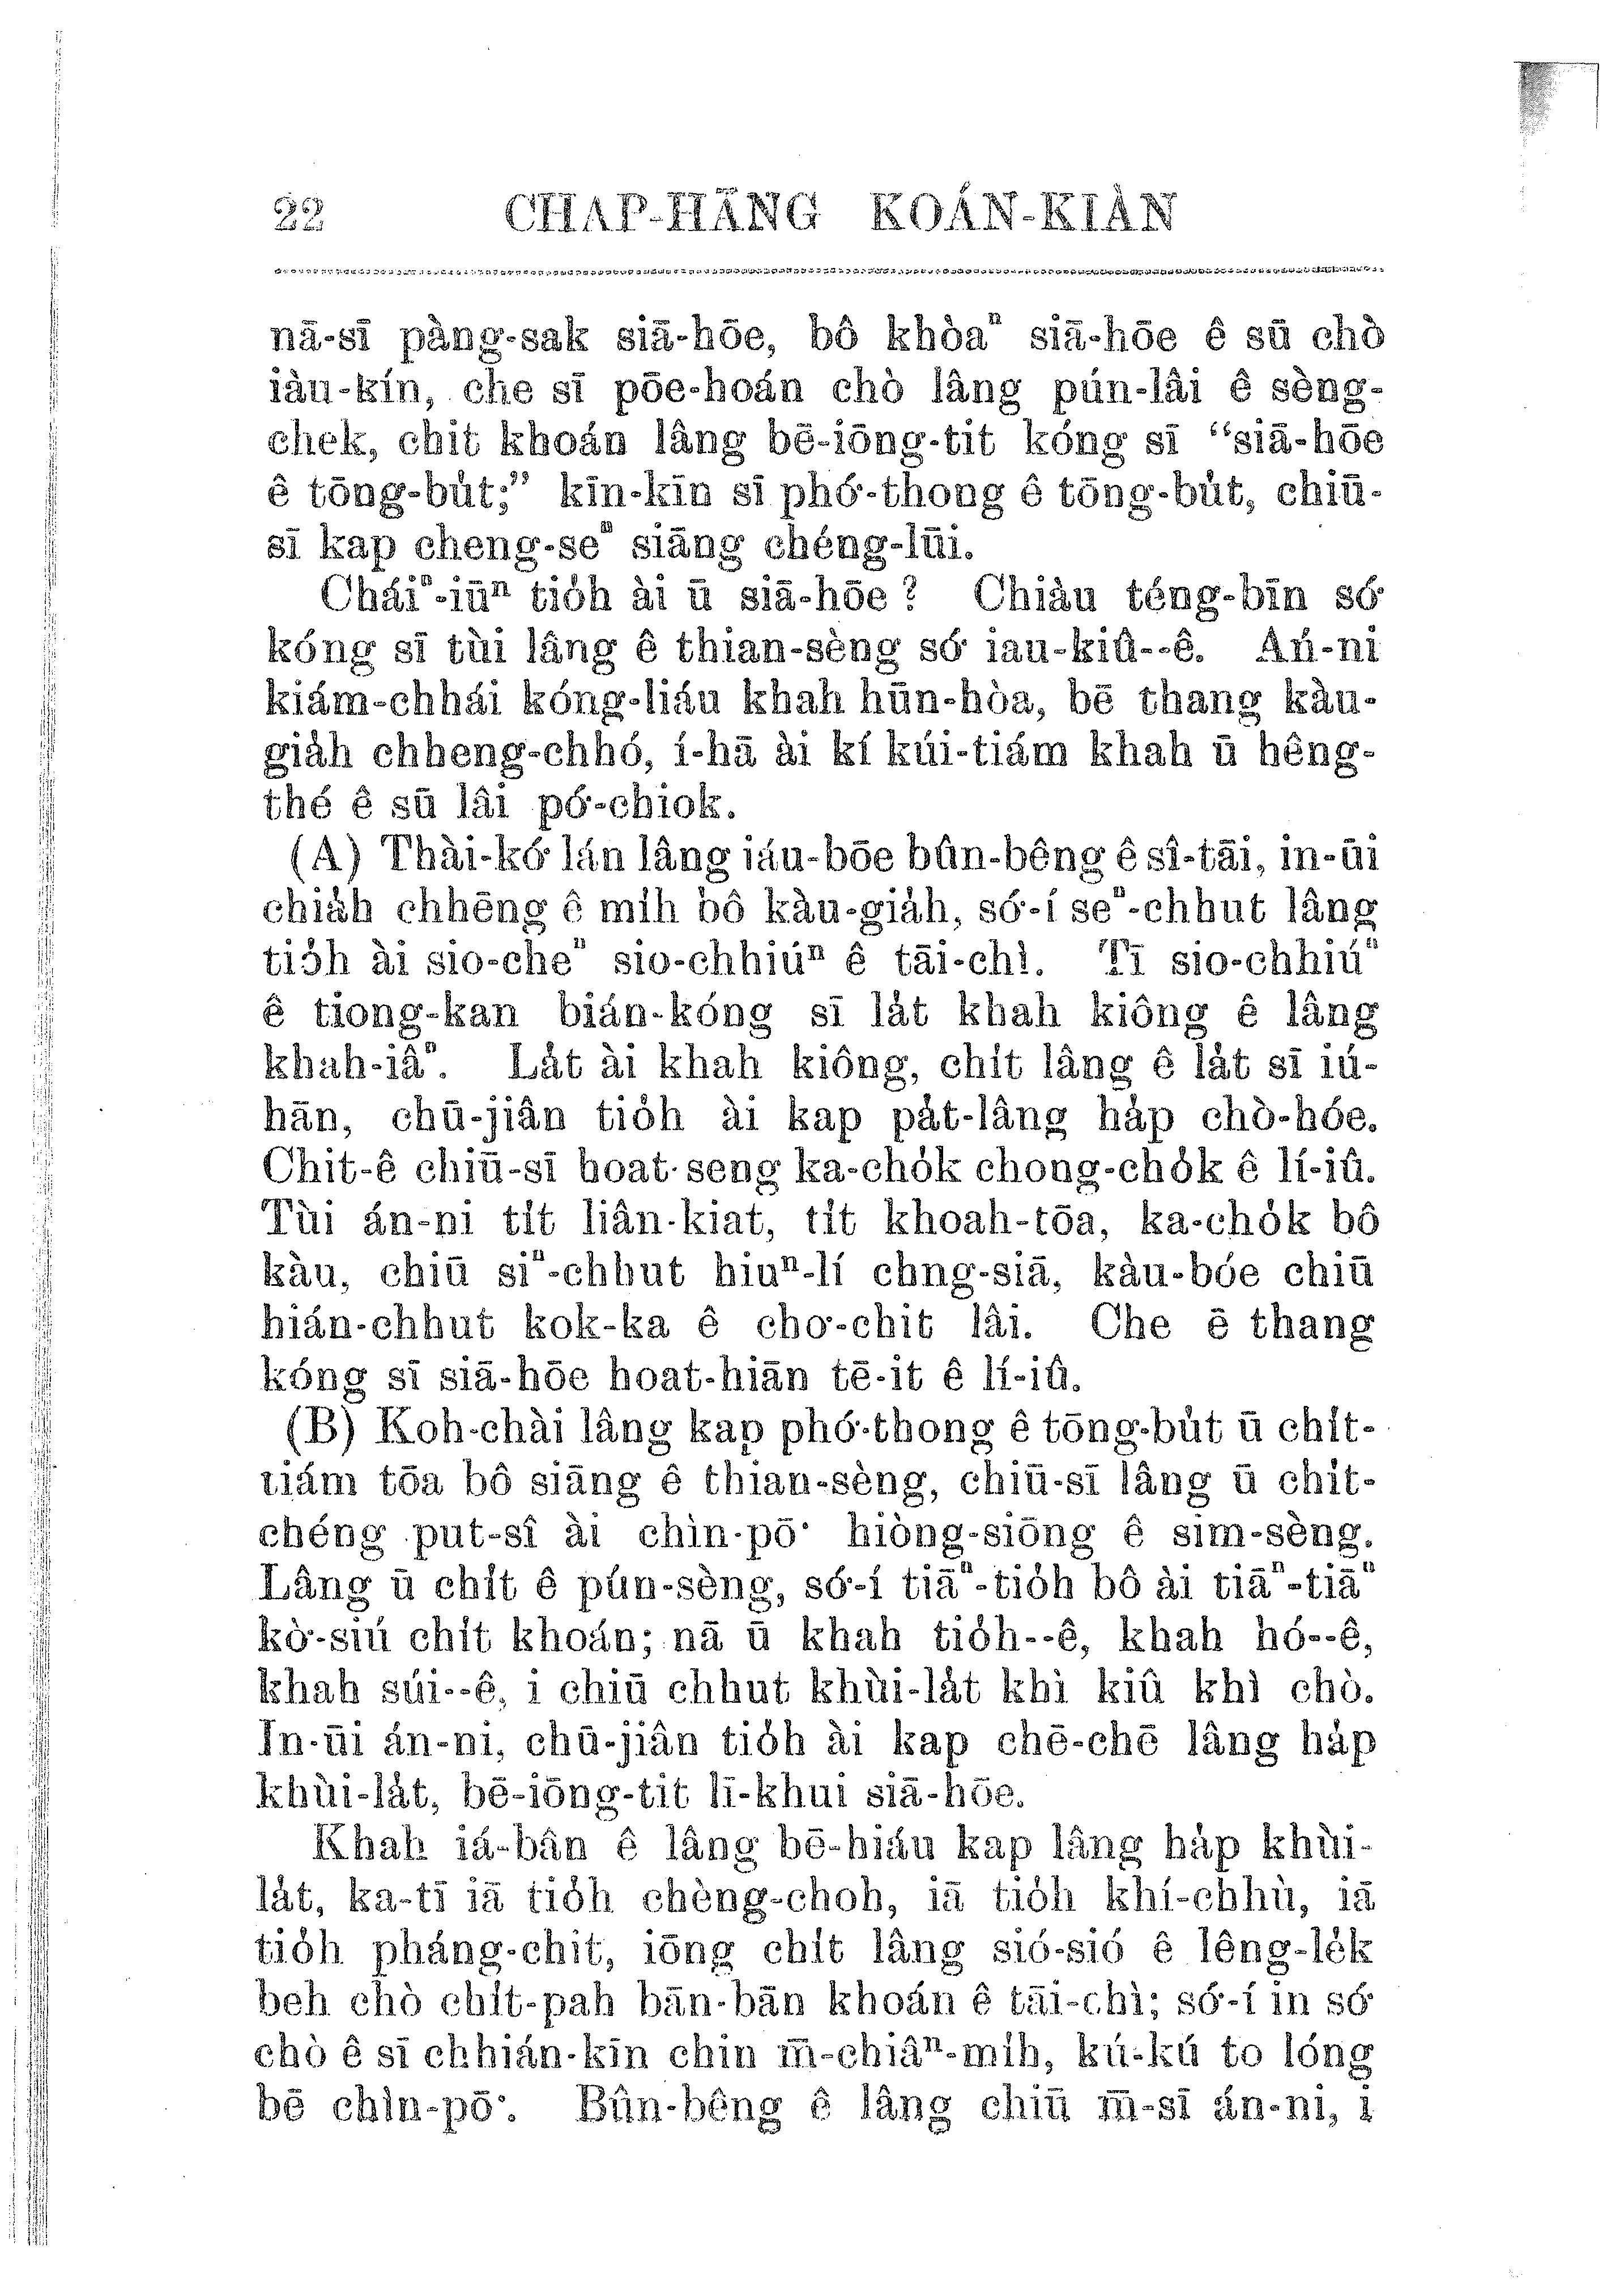 22 CHAP-HĀNG KOÁN-KIÀN
nā-sī pàng-sak siā-hōe, bô khòaⁿ siā-hōe ê sū chò
iàu-kín, che sī pōe-hoán chò lâng pún-lâi ê sèng-
chek, chit khoán lâng bē-iōng-tit kóng sī “siā-hōe
ê tōng-bu̍t;” kīn-kīn sī phó͘-thong ê tōng-bu̍t, chiū-
sī kap cheng-seⁿ siāng chéng-lūi.
Cháiⁿ-iūⁿ tio̍h ài ū siā-hōe? Chiàu téng-bīn só͘
kóng sī tùi lâng ê thian-sèng só͘ iau-kiû--ê. Án-ni
kiám-chhái kóng-liáu khah hûn-hòa, bē thang kàu-
gia̍h chheng-chhó, í-hā ài kí kúi-tiám khah ū hêng-
thé ê sū lâi pó͘-chiok.
(A) Thài-kó͘ lán lâng iáu-bōe bûn-bêng ê sî-tāi, in-ūi
chia̍h chhēng ê mi̍h bô kàu-gia̍h, só͘-í seⁿ-chhut lâng
tio̍h ài sio-cheⁿ sio-chhiúⁿ ê tāi-chì. Tī sio-chhiúⁿ
ê tiong-kan bián-kóng sī la̍t khah kiông ê lâng
khah-iâⁿ. La̍t ài khah kiông, chi̍t lâng ê la̍t sī iú-
hān, chū-jiân tio̍h ài kap pa̍t-lâng ha̍p chò-hóe.
Chit-ê chiū-sī hoat-seng ka-cho̍k chong-cho̍k ê lí-iû.
Tùi án-ni ti̍t liân-kiat, ti̍t khoah-tōa, ka-cho̍k bô
kàu, chiū siⁿ-chhut hiuⁿ-lí chng-siā, kàu-bóe chiū
hián-chhut kok-ka ê cho͘-chit lâi. Che ē thang
kóng sī siā-hōe hoat-hiān tē-it ê lí-iû.
(B) Koh-chài lâng kap phó͘-thong ê tōng-bu̍t ū chi̍t-
tiám tōa bô siāng ê thian-sèng, chiū-sī lâng ū chi̍t-
chéng put-sî ài chìn-pō͘ hiòng-siōng ê sim-sèng.
Lâng ū chit ê pún-sèng, só͘-í tiāⁿ-tio̍h bô ài tiāⁿ-tiāⁿ
kò͘-siú chi̍t khoán; nā ū khah tio̍h--ê, khah hó--ê,
khah súi--ê, i chiū chhut khùi-la̍t khì kiû khì chò.
In-ūi án-ni, chū-jiân tio̍h ài kap chē-chē lâng ha̍p
khùi-la̍t, bē-iōng-tit lī-khui siā-hōe.
Khah iá-bân ê lâng bē-hiáu kap lâng ha̍p khùi-
la̍t, ka-tī iā tio̍h chèng-choh, iā tio̍h khí-chhù, iā
tio̍h pháng-chit, iōng chi̍t lâng sió-sió ê lêng-le̍k
beh chò chi̍t-pah bān-bān khoán ê tāi-chì; só͘-í in só͘
chò ê sī chhián-kīn chin m̄-chiâⁿ-mi̍h, kú-kú to lóng
bē chìn-pō͘. Bûn-bêng ê lâng chiū m̄-sī án-ni, i